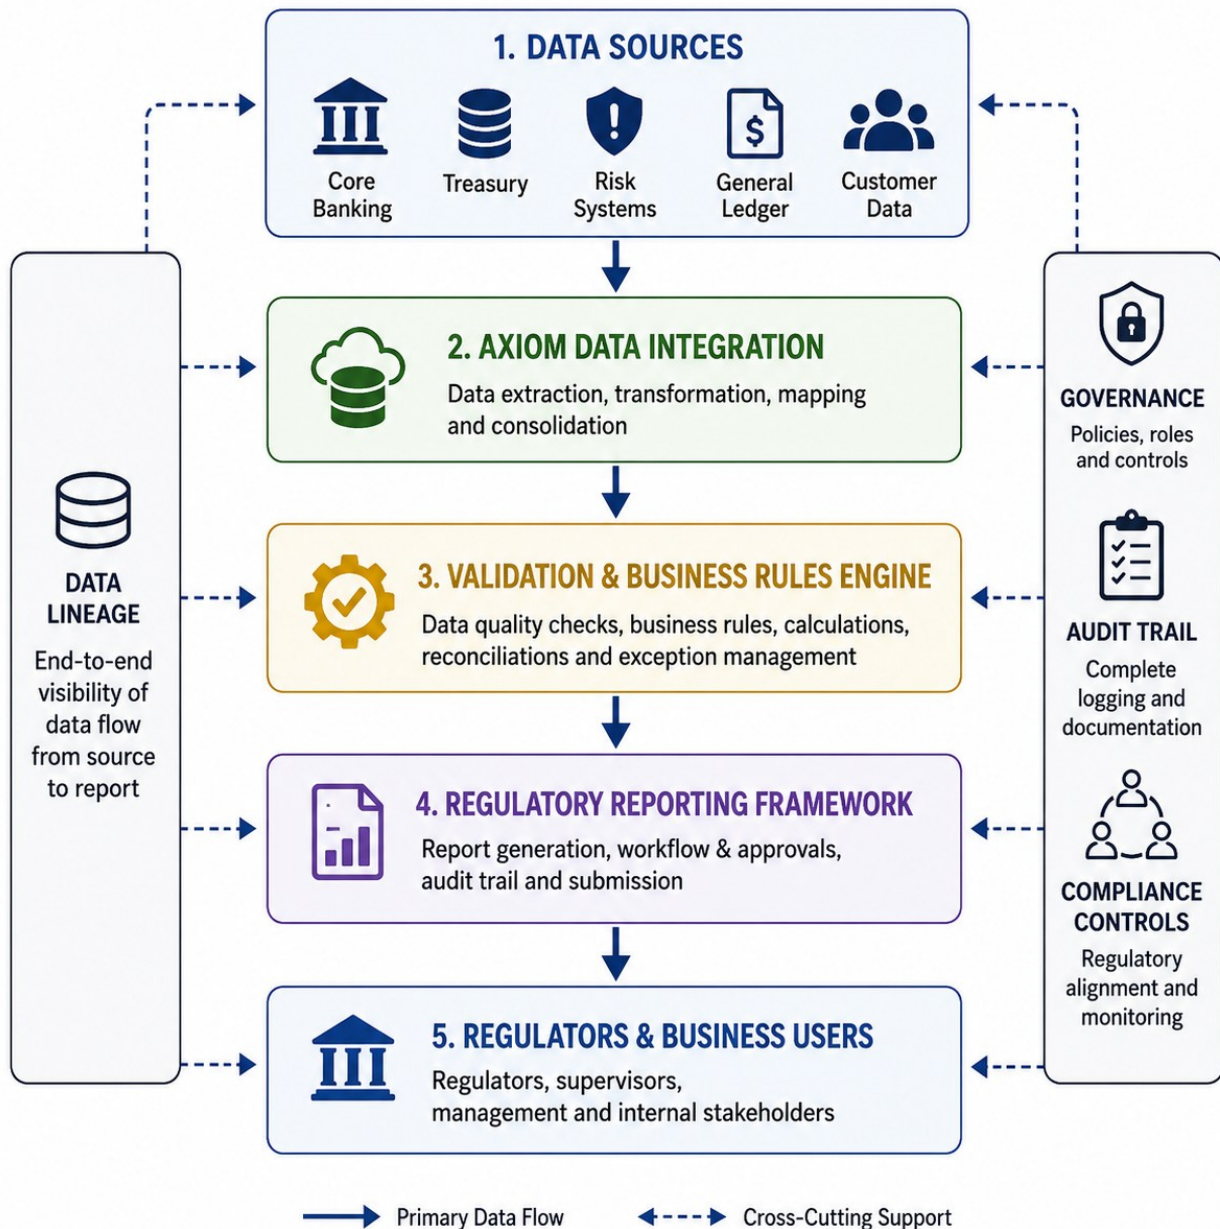 1. DATA SOURCES
Core
Banking
Treasury
Risk
Systems
General
Ledger
Customer
Data
2. AXIOM DATA INTEGRATION
Data extraction, transformation, mapping
and consolidation
3. VALIDATION & BUSINESS RULES ENGINE
Data quality checks, business rules, calculations,
reconciliations and exception management
4. REGULATORY REPORTING FRAMEWORK
Report generation, workflow & approvals,
audit trail and submission
5. REGULATORS & BUSINESS USERS
Regulators, supervisors,
management and internal stakeholders
DATA
LINEAGE
End-to-end
visibility of
data flow
from source
to report
GOVERNANCE
Policies, roles
and controls
AUDIT TRAIL
Complete
logging and
documentation
COMPLIANCE
CONTROLS
Regulatory
alignment and
monitoring
Primary Data Flow
Cross-Cutting Support